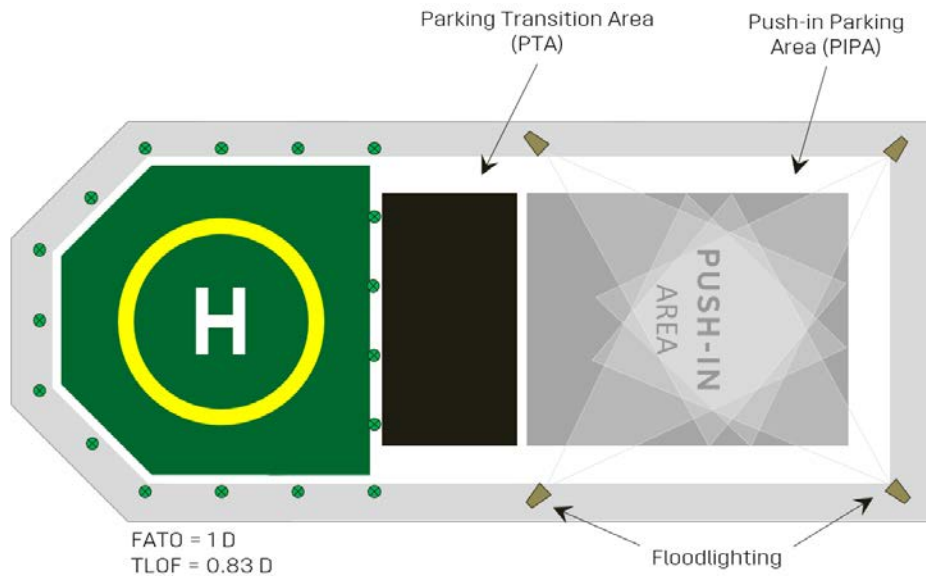 Parking Transition Area
(PTA)
Push-in Parking
Area (PIPA)
H
PUSH-IN
AREA
FATO = 1 D
TLOF = 0.83 D
Floodlighting